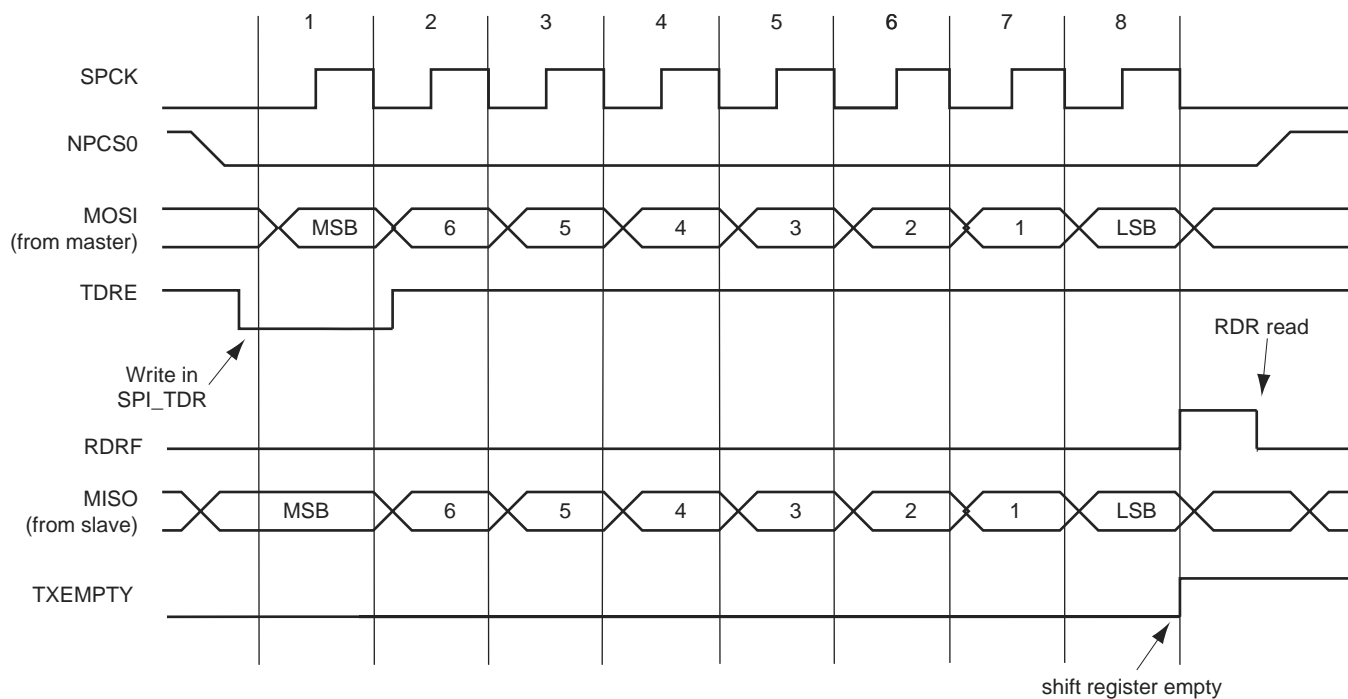 1 2 3 4 5 6 7 8
SPCK
NPCS0
MOSI
(from master)
MSB 6 5 4 3 2 1 LSB
TDRE
RDR read
Write in
SPI_TDR
RDRF
MISO
(from slave)
MSB 6 5 4 3 2 1 LSB
TXEMPTY
shift register empty